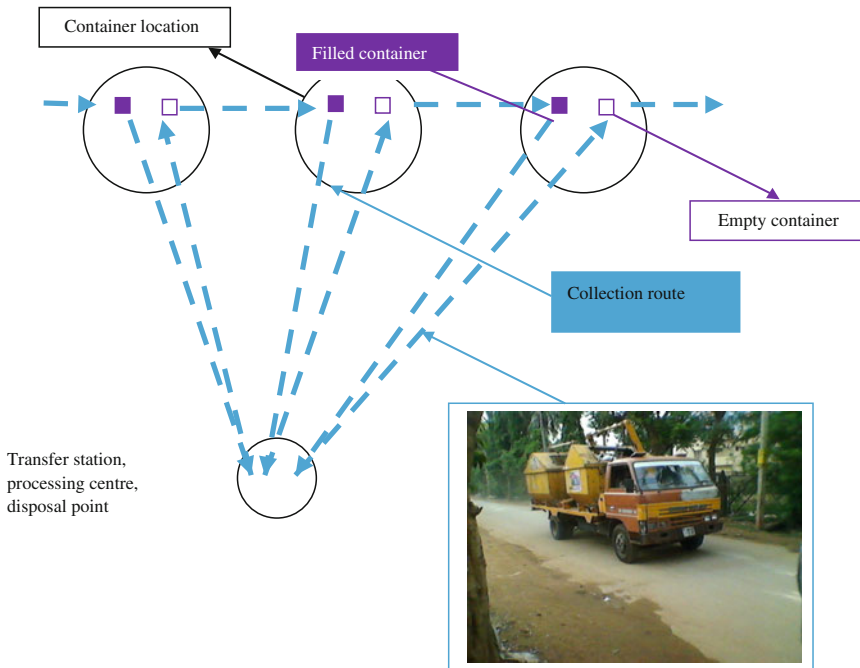 Container location
Filled container
Empty container
Collection route
Transfer station,
processing centre,
disposal point